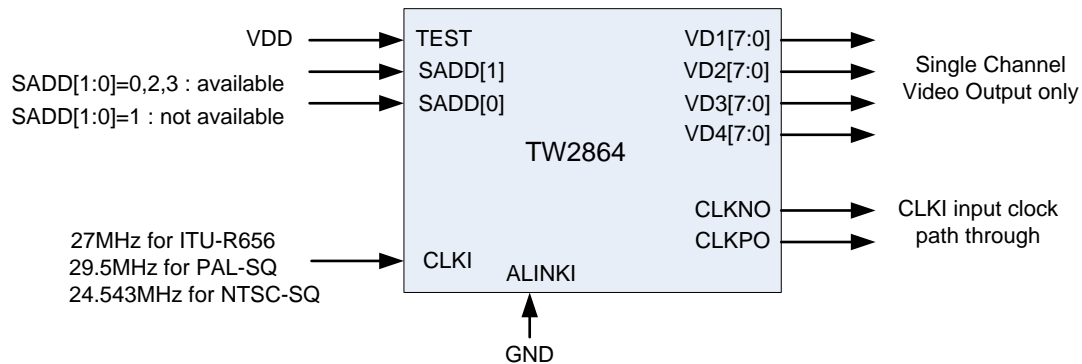 VDD
TEST
VD1[7:0]
SADD[1]
VD2[7:0]
Single Channel
SADD[1:0]=0,2,3 : available
SADD[0]
VD3[7:0]
Video Output only
SADD[1:0]=1 : not available
VD4[7:0]
TW2864
CLKNO
CLKI input clock
27MHz for ITU-R656
CLKPO
path through
29.5MHz for PAL-SQ
CLKI
ALINKI
24.543MHz for NTSC-SQ
GND